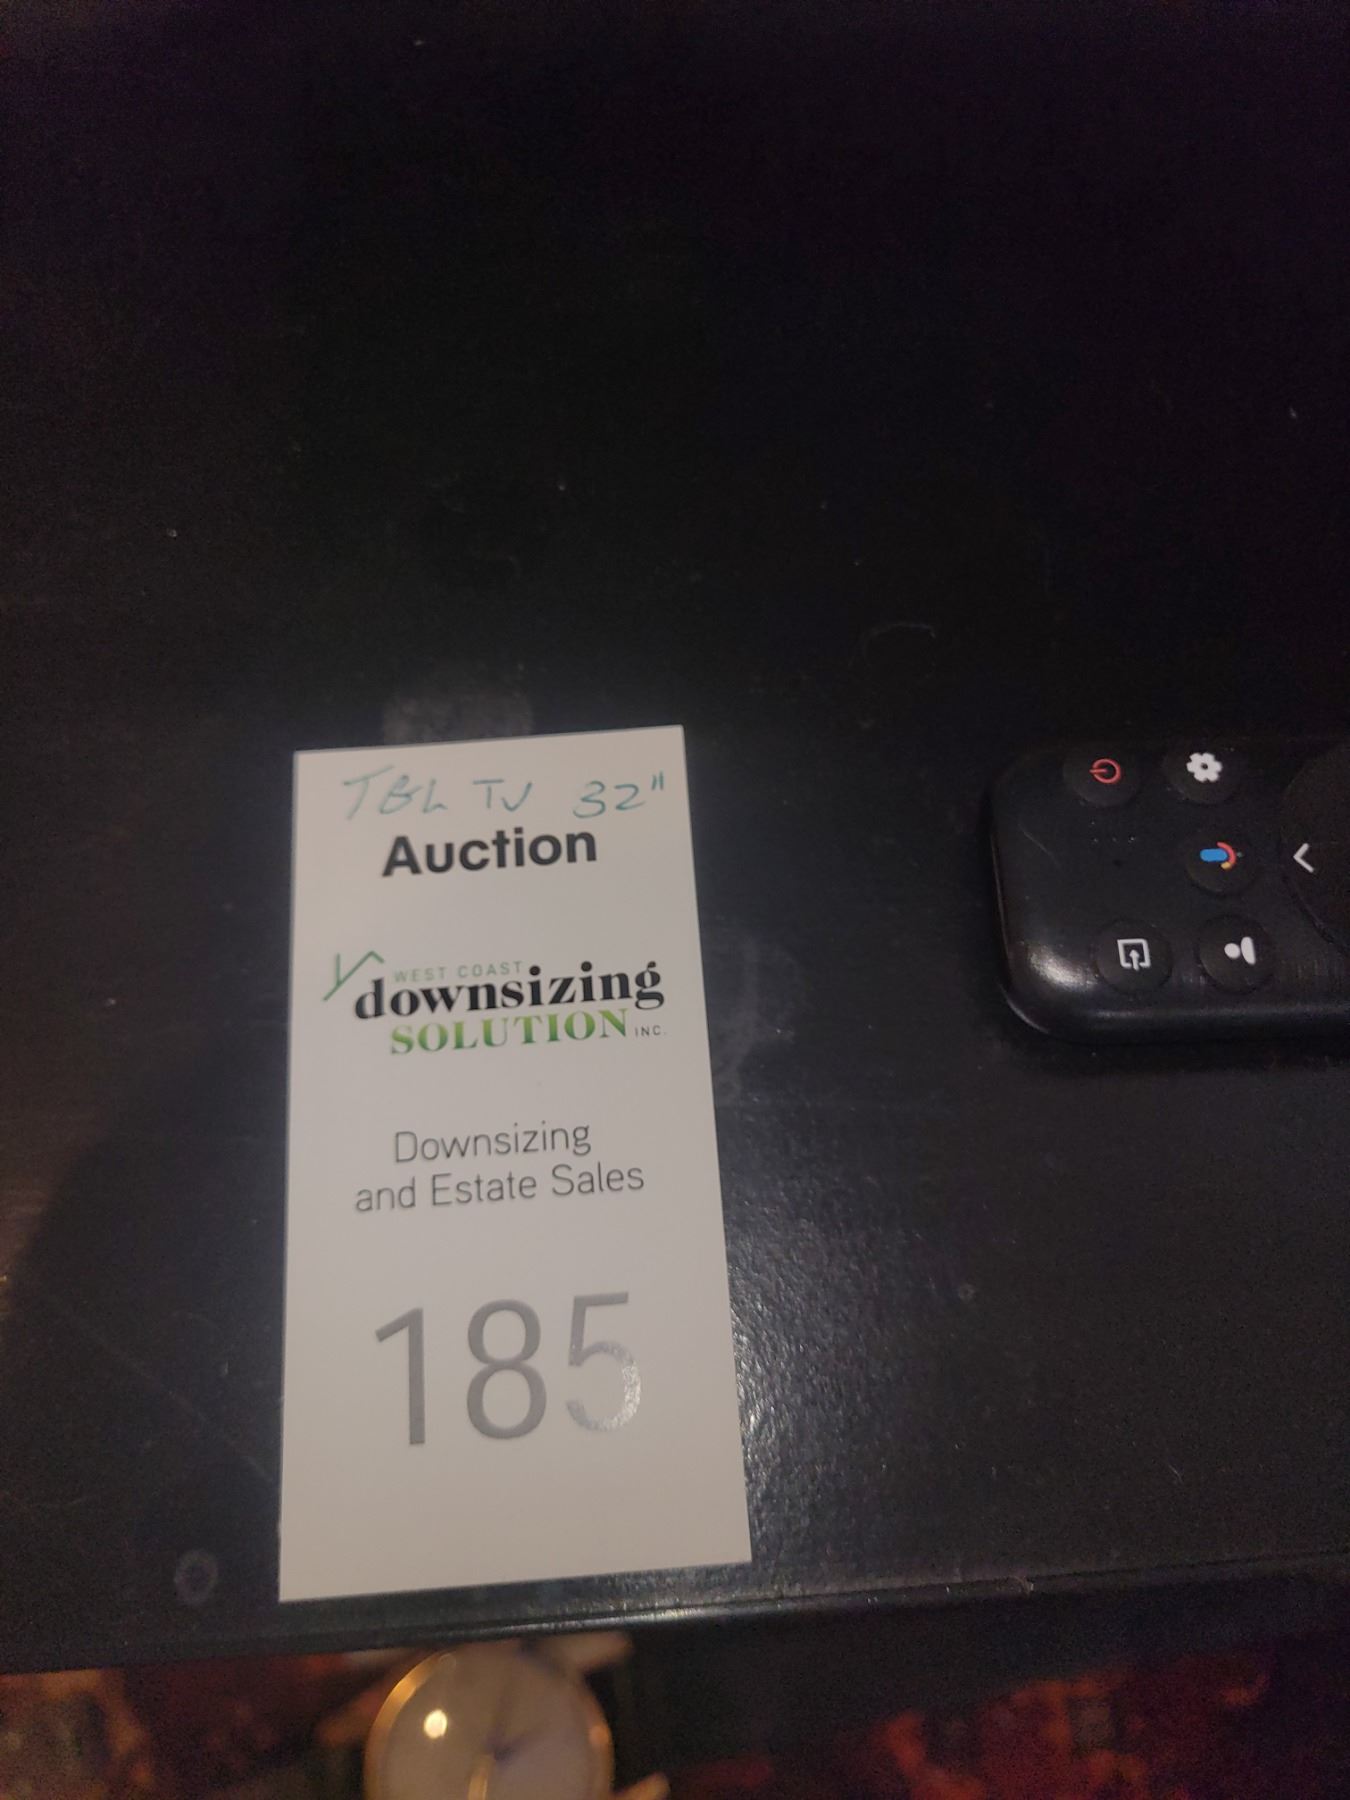 TBL TV 32"
Auction
WEST COAST
downsizing
SOLUTION INC.
Downsizing
and Estate Sales
185